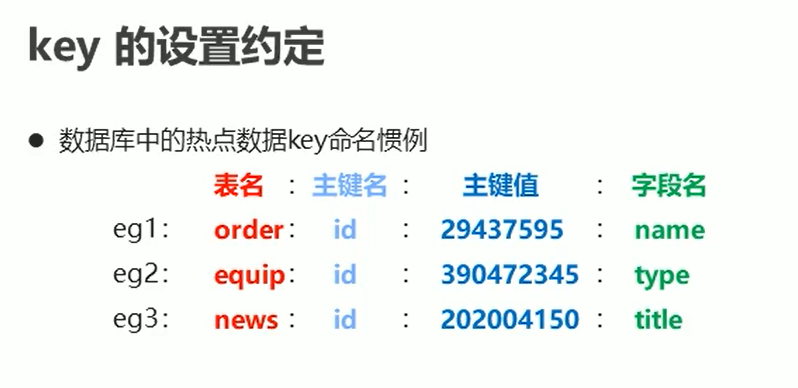 key 的设置约定
● 数据库中的热点数据key命名惯例
表名 : 主键名 : 主键值 : 字段名
eg1: order : id : 29437595 : name
eg2: equip : id : 390472345 : type
eg3: news : id : 202004150 : title